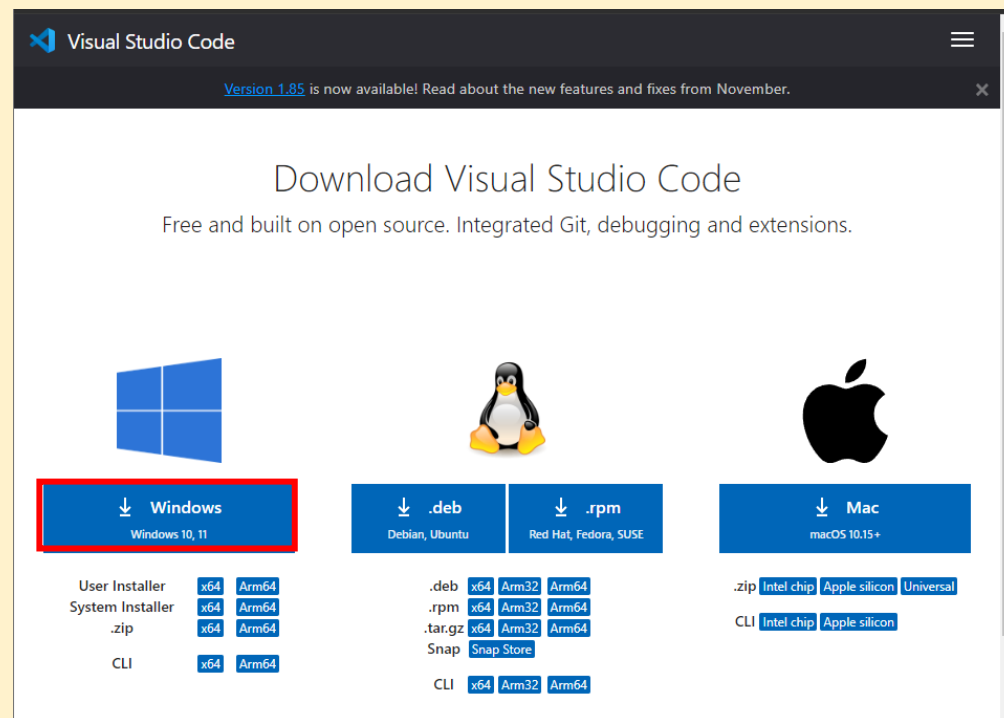 Visual Studio Code
Version 1.85 is now available! Read about the new features and fixes from November.
Download Visual Studio Code
Free and built on open source. Integrated Git, debugging and extensions.
Windows
Windows 10, 11
.deb
Debian, Ubuntu
.rpm
Red Hat, Fedora, SUSE
Mac
macOS 10.15+
User Installer x64 Arm64
System Installer x64 Arm64
.zip x64 Arm64
CLI x64 Arm64
.deb x64 Arm32 Arm64
.rpm x64 Arm32 Arm64
.tar.gz x64 Arm32 Arm64
Snap Snap Store
CLI x64 Arm32 Arm64
.zip Intel chip Apple silicon Universal
CLI Intel chip Apple silicon